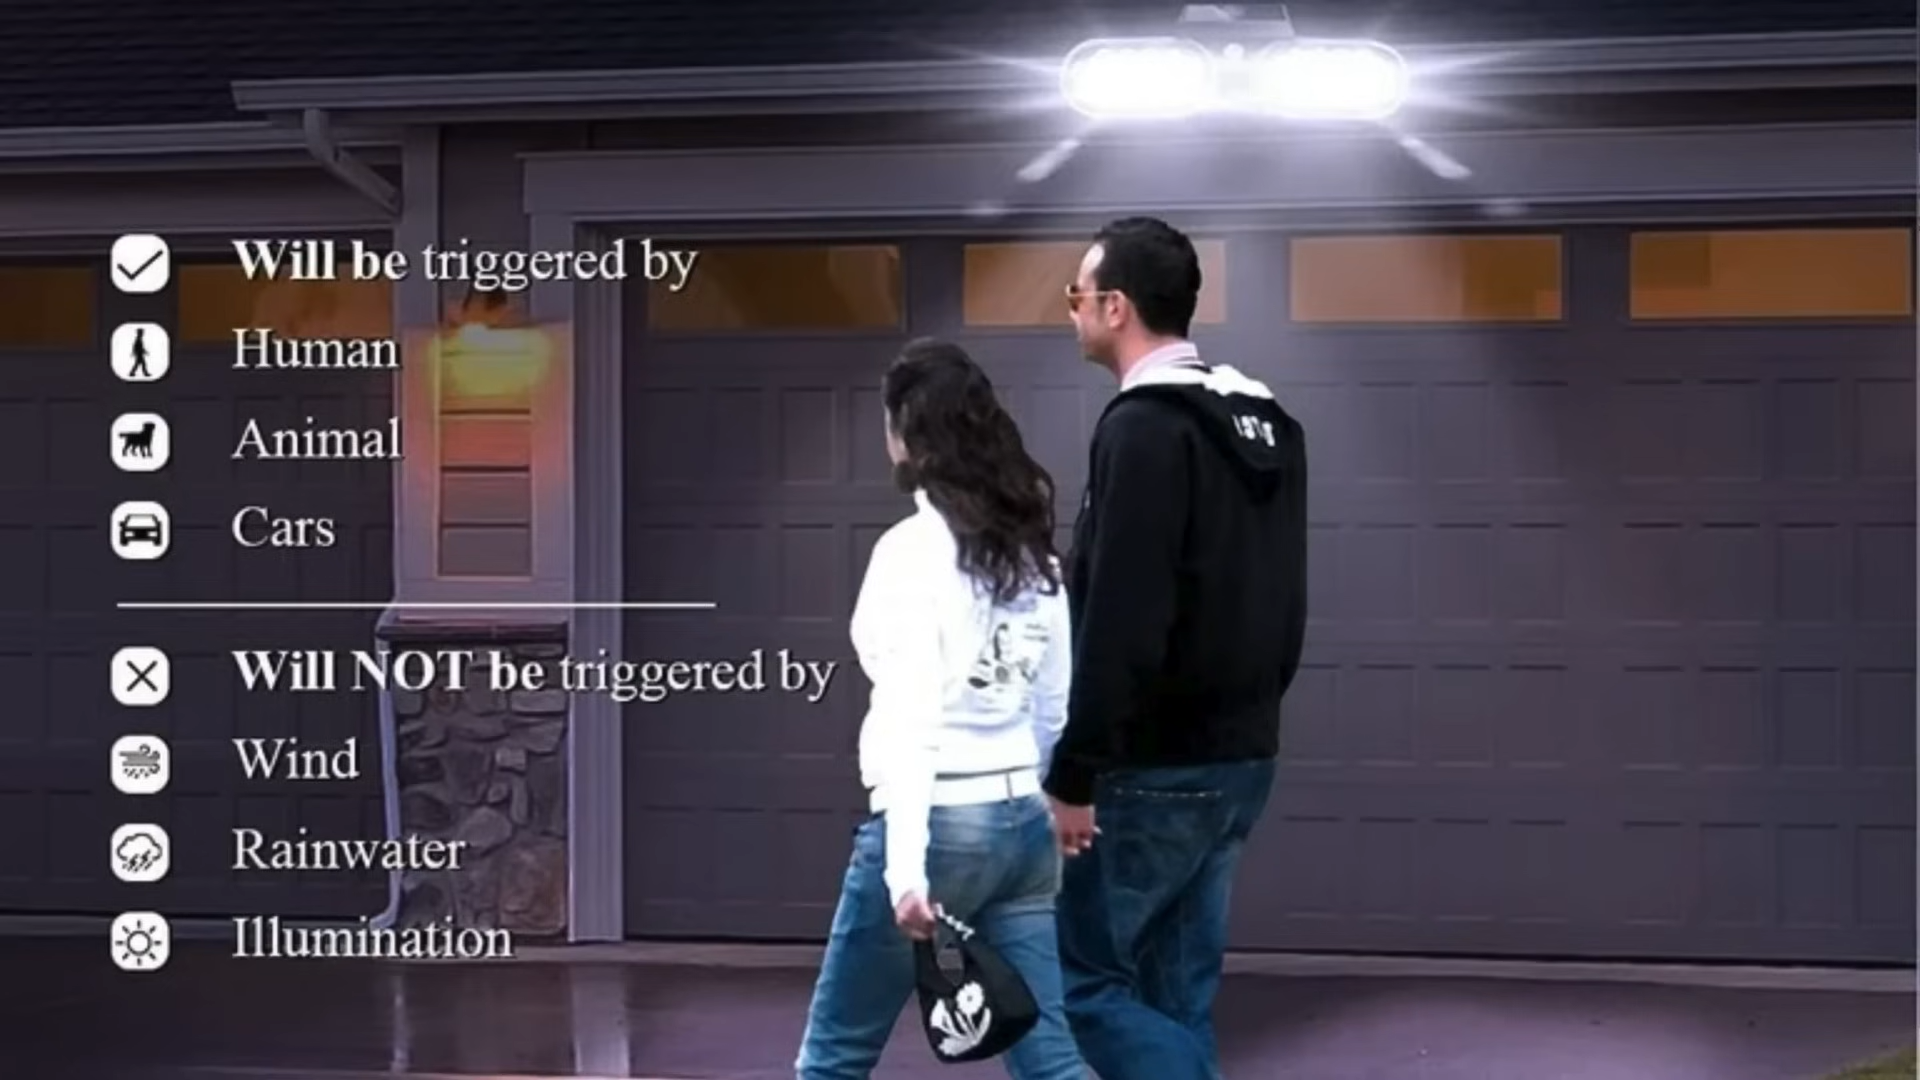 Will be triggered by
Human
Animal
Cars
Will NOT be triggered by
Wind
Rainwater
Illumination